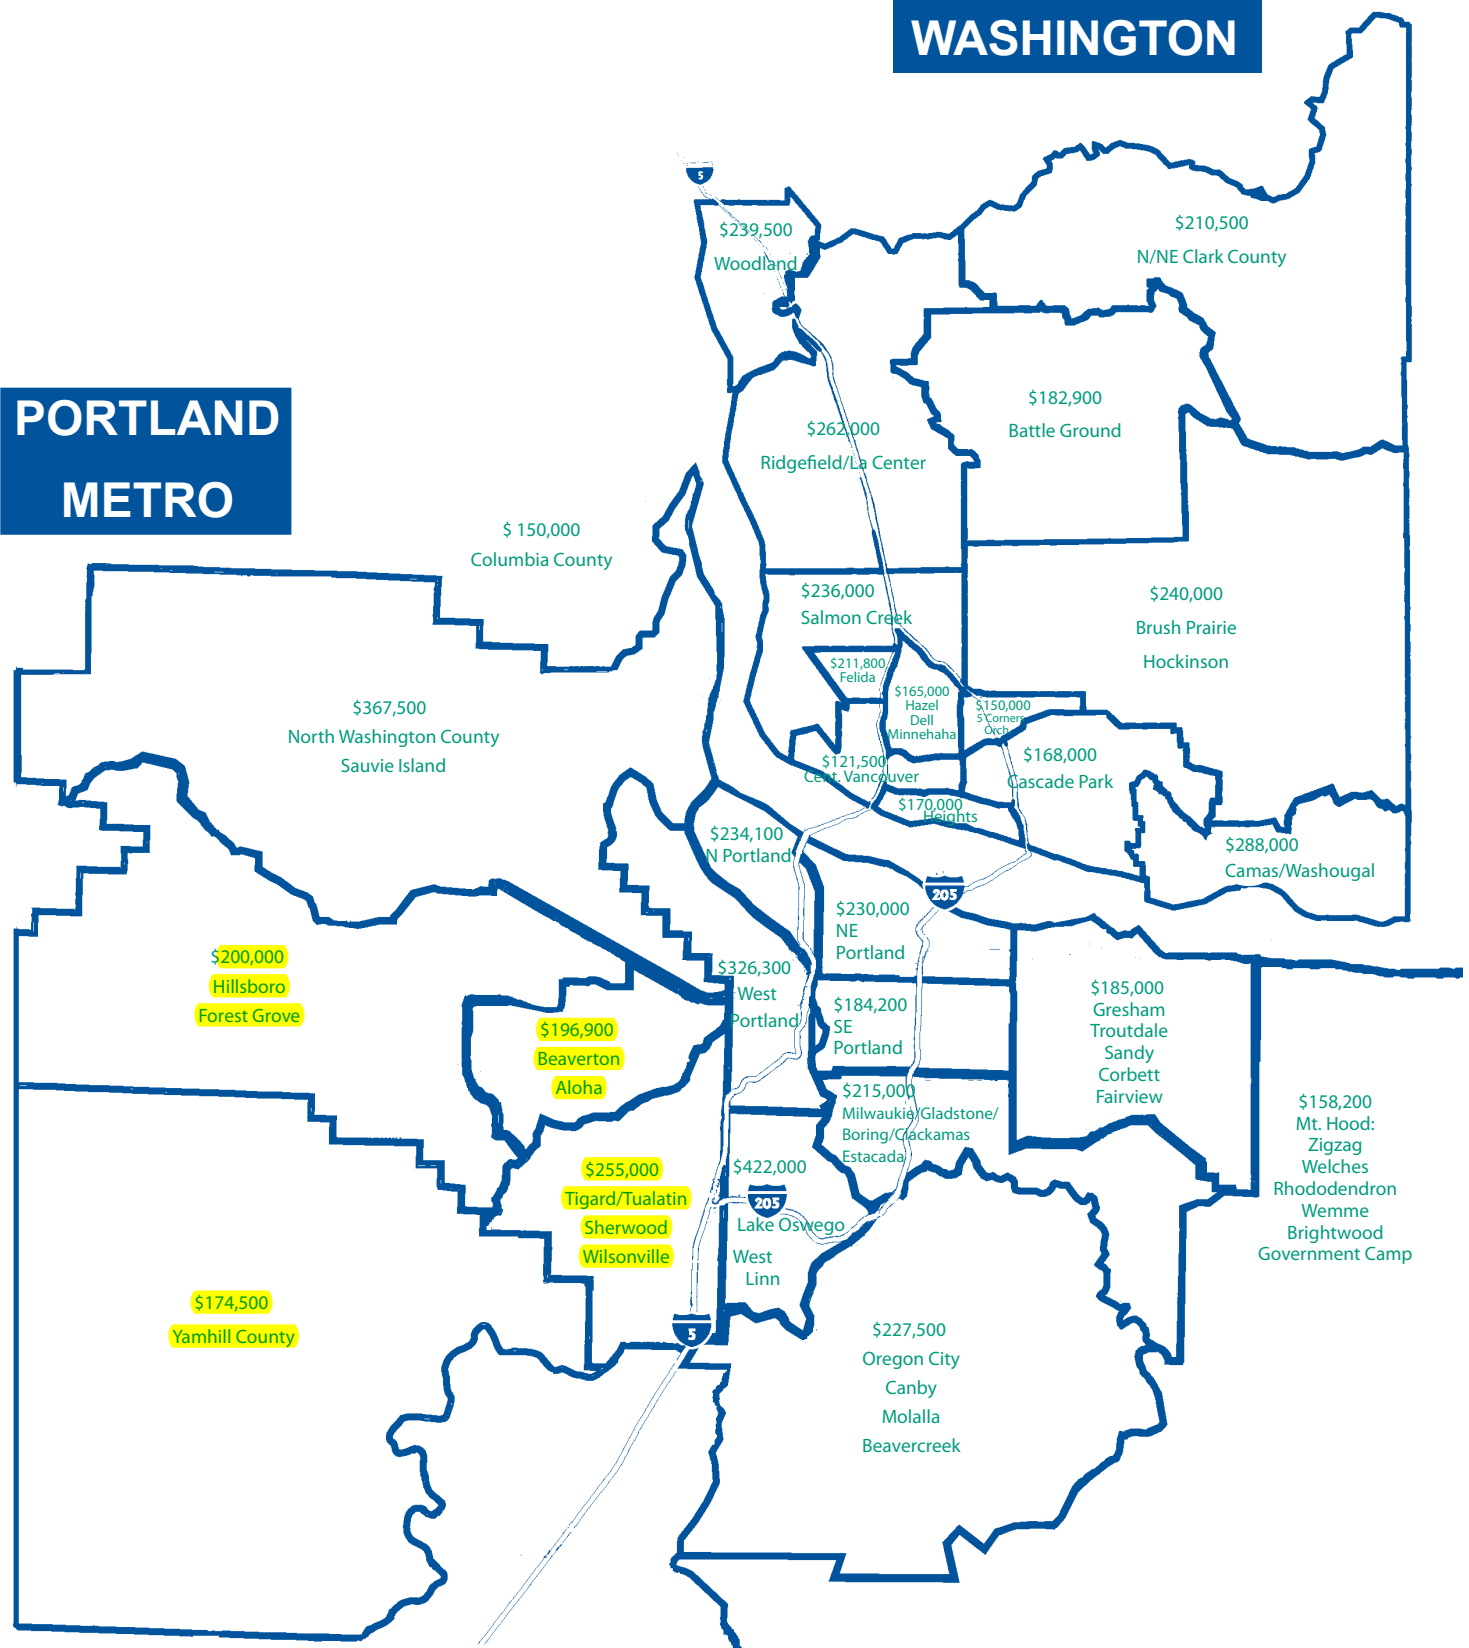 WASHINGTON
5
$239,500
Woodland
$210,500
N/NE Clark County
PORTLAND
METRO
$262,000
Ridgefield/La Center
$182,900
Battle Ground
$ 150,000
Columbia County
$236,000
Salmon Creek
$240,000
Brush Prairie
Hockinson
$211,800
Felida
$165,000
Hazel
Dell
Minnehaha
$150,000
5 Corners
Orch
$367,500
North Washington County
Sauvie Island
$121,500
Cent. Vancouver
$168,000
Cascade Park
$170,000
Heights
$288,000
Camas/Washougal
$234,100
N Portland
205
$230,000
NE
Portland
$200,000
Hillsboro
Forest Grove
$326,300
West
Portland
$184,200
SE
Portland
$185,000
Gresham
Troutdale
Sandy
Corbett
Fairview
$196,900
Beaverton
Aloha
$215,000
Milwaukie/Gladstone/
Boring/Clackamas
Estacada
$158,200
Mt. Hood:
Zigzag
Welches
Rhododendron
Wemme
Brightwood
Government Camp
$255,000
Tigard/Tualatin
Sherwood
Wilsonville
$422,000
205
Lake Oswego
West
Linn
$174,500
Yamhill County
5
$227,500
Oregon City
Canby
Molalla
Beavercreek